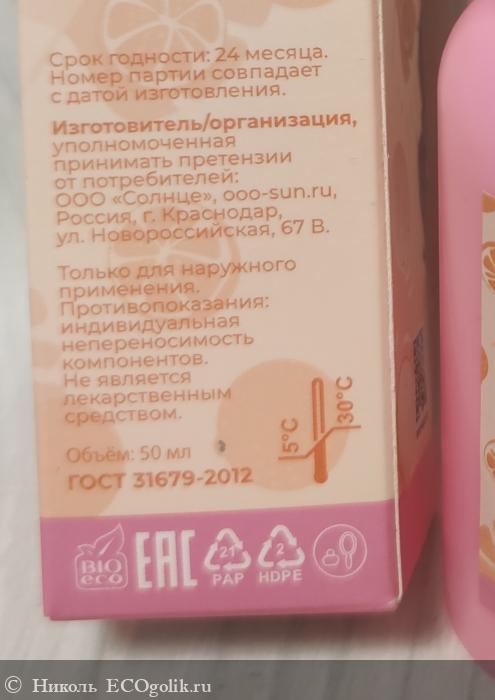 Срок годности: 24 месяца.
Номер партии совпадает
с датой изготовления.
Изготовитель/организация,
уполномоченная
принимать претензии
от потребителей:
ООО «Солнце», ooo-sun.ru,
Россия, г. Краснодар,
ул. Новороссийская, 67 В.
Только для наружного
применения.
Противопоказания:
индивидуальная
непереносимость
компонентов.
Не является
лекарственным
средством.
5°C
30°C
Объём: 50 мл
ГОСТ 31679-2012
BIO
eco
EAC
21
PAP
2
HDPE
© Николь ECOgolik.ru